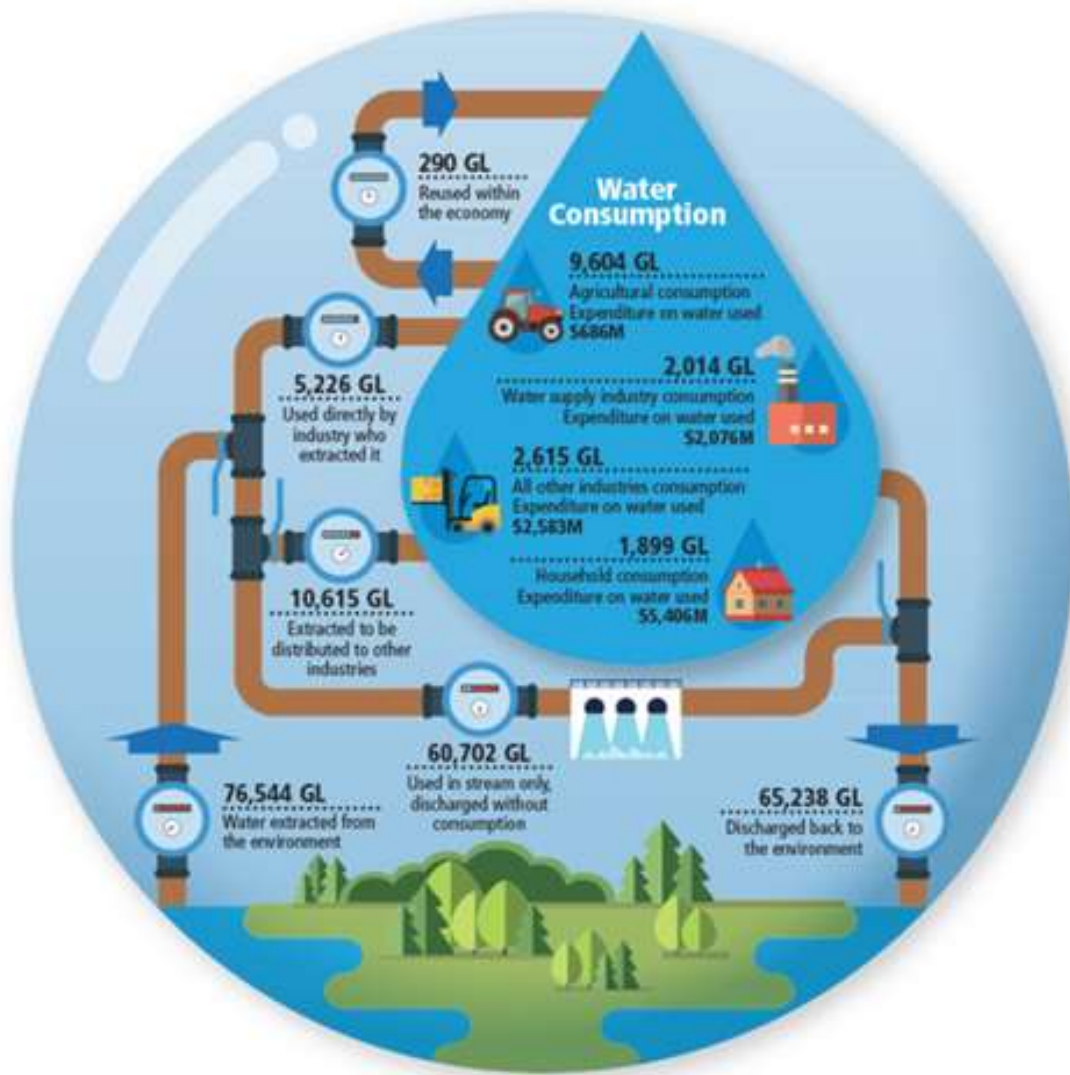 290 GL
Reused within
the economy
Water
Consumption
9,604 GL
Agricultural consumption
Expenditure on water used
$686M
2,014 GL
Water supply industry consumption
Expenditure on water used
$2,076M
2,615 GL
All other industries consumption
Expenditure on water used
$2,583M
1,899 GL
Household consumption
Expenditure on water used
$5,406M
5,226 GL
Used directly by
industry who
extracted it
10,615 GL
Extracted to be
distributed to other
industries
60,702 GL
Used in stream only,
discharged without
consumption
76,544 GL
Water extracted from
the environment
65,238 GL
Discharged back to
the environment